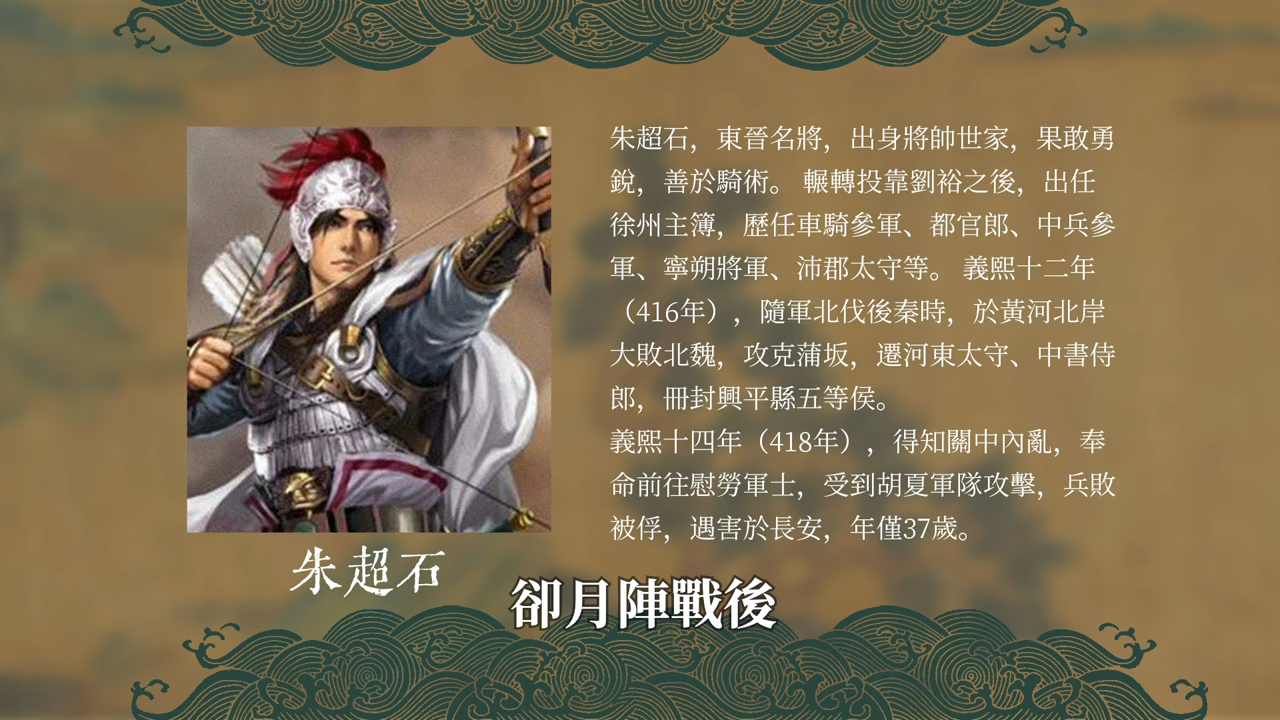 朱超石，東晉名將，出身將帥世家，果敢勇
銳，善於騎術。 輾轉投靠劉裕之後，出任
徐州主簿，歷任車騎參軍、都官郎、中兵參
軍、寧朔將軍、沛郡太守等。 義熙十二年
（416年），隨軍北伐後秦時，於黃河北岸
大敗北魏，攻克蒲坂，遷河東太守、中書侍
郎，冊封興平縣五等侯。
義熙十四年（418年），得知關中內亂，奉
命前往慰勞軍士，受到胡夏軍隊攻擊，兵敗
被俘，遇害於長安，年僅37歲。
朱超石
卻月陣戰後